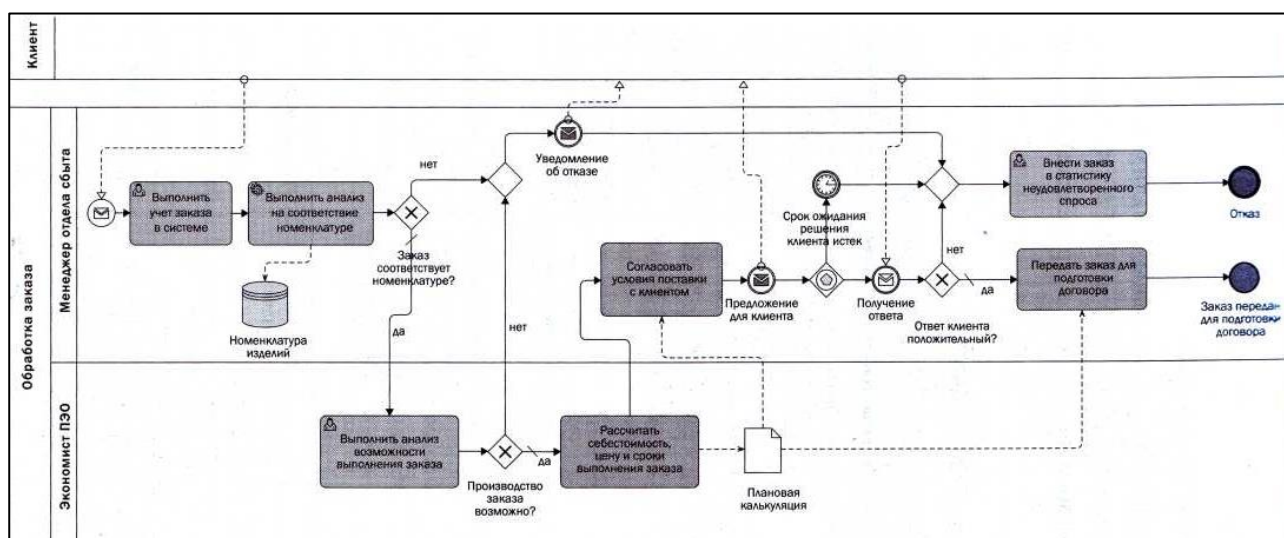 Клиент
Обработка заказа
Менеджер отдела сбыта
Экономист ПЭО
Выполнить
учет заказа
в системе
Выполнить анализ
на соответствие
номенклатуре
Номенклатура
изделий
нет
Заказ
соответствует
номенклатуре?
да
Уведомление
об отказе
нет
Согласовать
условия поставки
с клиентом
Предложение
для клиента
Срок ожидания
решения
клиента истек
Получение
ответа
нет
да
Ответ клиента
положительный?
Внести заказ
в статистику
неудовлетворенного
спроса
Отказ
Передать заказ для
подготовки
договора
Заказ передан
для подготовки
договора
Выполнить анализ
возможности
выполнения заказа
да
Производство
заказа
возможно?
Рассчитать
себестоимость,
цену и сроки
выполнения заказа
Плановая
калькуляция